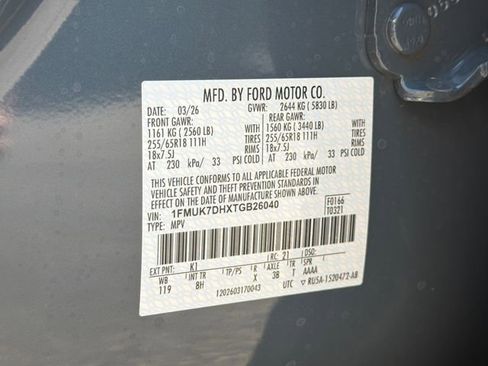 MFD. BY FORD MOTOR CO.
DATE: 03/26 GVWR: 2644 KG ( 5830 LB)
FRONT GAWR: REAR GAWR:
1161 KG ( 2560 LB) WITH 1560 KG ( 3440 LB) WITH
255/65R18 111H TIRES 255/65R18 111H TIRES
18x7.5J RIMS 18x7.5J RIMS
AT 230 kPa/ 33 PSI COLD AT 230 kPa/ 33 PSI COLD
THIS VEHICLE CONFORMS TO ALL APPLICABLE FEDERAL MOTOR
VEHICLE SAFETY AND BUMPER STANDARDS IN
EFFECT ON THE DATE OF MANUFACTURE SHOWN ABOVE.
VIN: 1FMUK7DHXTGB26040 F0166
TYPE: MPV T0321
EXT PNT: K1 RC: 21 DSO:
WB INT TR TP/PS R AXLE TR SPR
119 8H X 3B T AAAA
1202603170043 UTC RU5A-1520472-AB